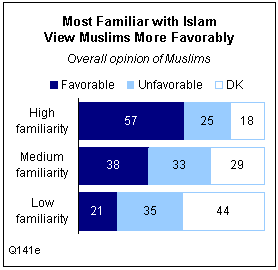 Most Familiar with Islam
View Muslims More Favorably
Overall opinion of Muslims
Favorable Unfavorable DK
High
familiarity
57 25 18
Medium
familiarity
38 33 29
Low
familiarity
21 35 44
Q141e